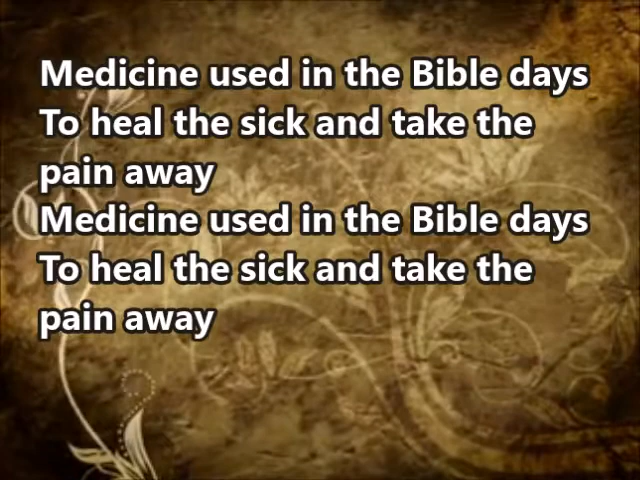 Medicine used in the Bible days
To heal the sick and take the
pain away
Medicine used in the Bible days
To heal the sick and take the
pain away